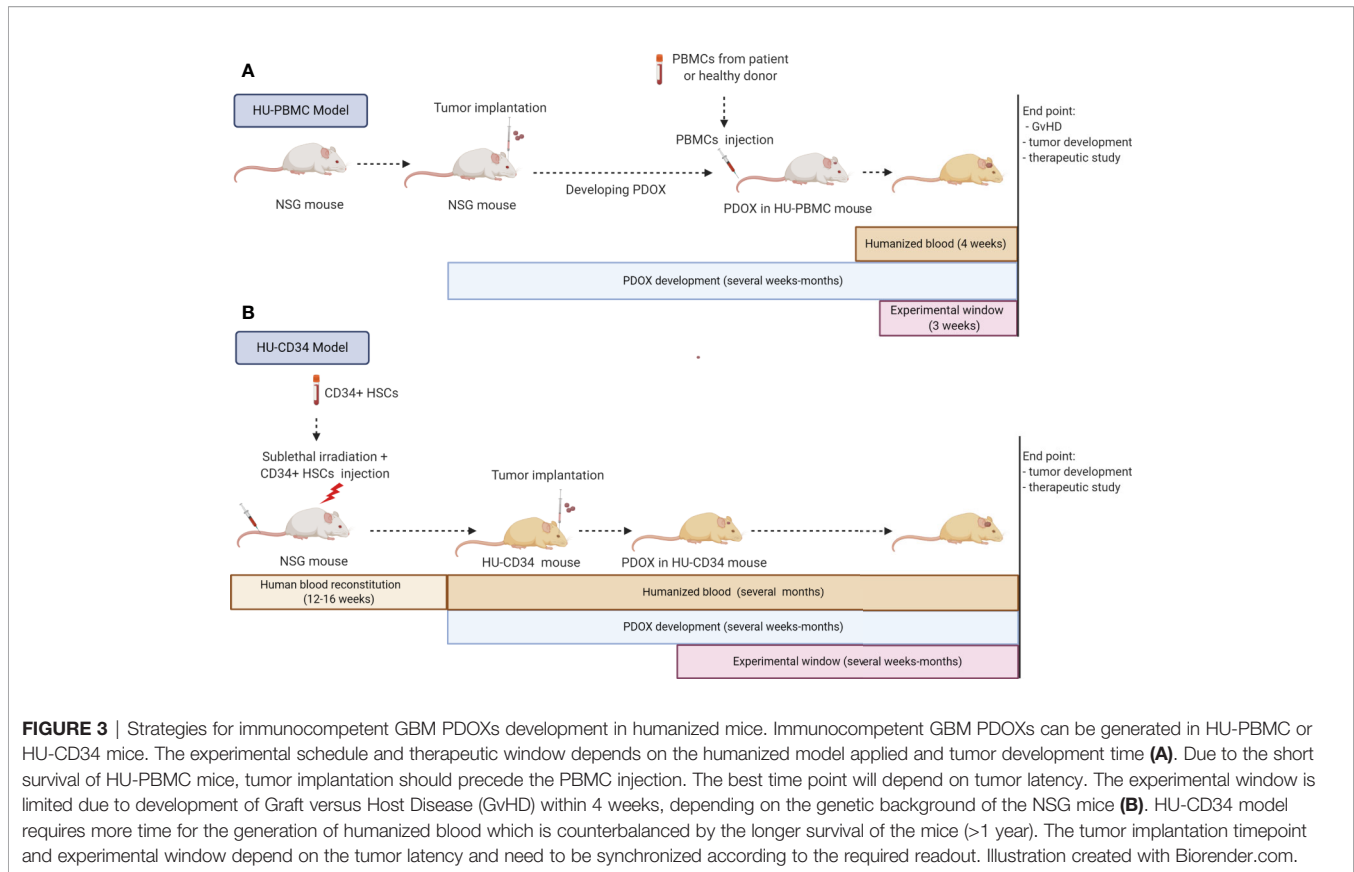 A
HU-PBMC Model
NSG mouse
Tumor implantation
NSG mouse
Developing PDOX
PBMCs from patient
or healthy donor
PBMCs injection
PDOX in HU-PBMC mouse
End point:
- GvHD
- tumor development
- therapeutic study
Humanized blood (4 weeks)
PDOX development (several weeks-months)
Experimental window
(3 weeks)
B
HU-CD34 Model
CD34+ HSCs
Sublethal irradiation +
CD34+ HSCs injection
NSG mouse
Tumor implantation
HU-CD34 mouse
PDOX in HU-CD34 mouse
End point:
- tumor development
- therapeutic study
Human blood reconstitution
(12-16 weeks)
Humanized blood (several months)
PDOX development (several weeks-months)
Experimental window (several weeks-months)
FIGURE 3 | Strategies for immunocompetent GBM PDOXs development in humanized mice. Immunocompetent GBM PDOXs can be generated in HU-PBMC or
HU-CD34 mice. The experimental schedule and therapeutic window depends on the humanized model applied and tumor development time (A). Due to the short
survival of HU-PBMC mice, tumor implantation should precede the PBMC injection. The best time point will depend on tumor latency. The experimental window is
limited due to development of Graft versus Host Disease (GvHD) within 4 weeks, depending on the genetic background of the NSG mice (B). HU-CD34 model
requires more time for the generation of humanized blood which is counterbalanced by the longer survival of the mice (>1 year). The tumor implantation timepoint
and experimental window depend on the tumor latency and need to be synchronized according to the required readout. Illustration created with Biorender.com.